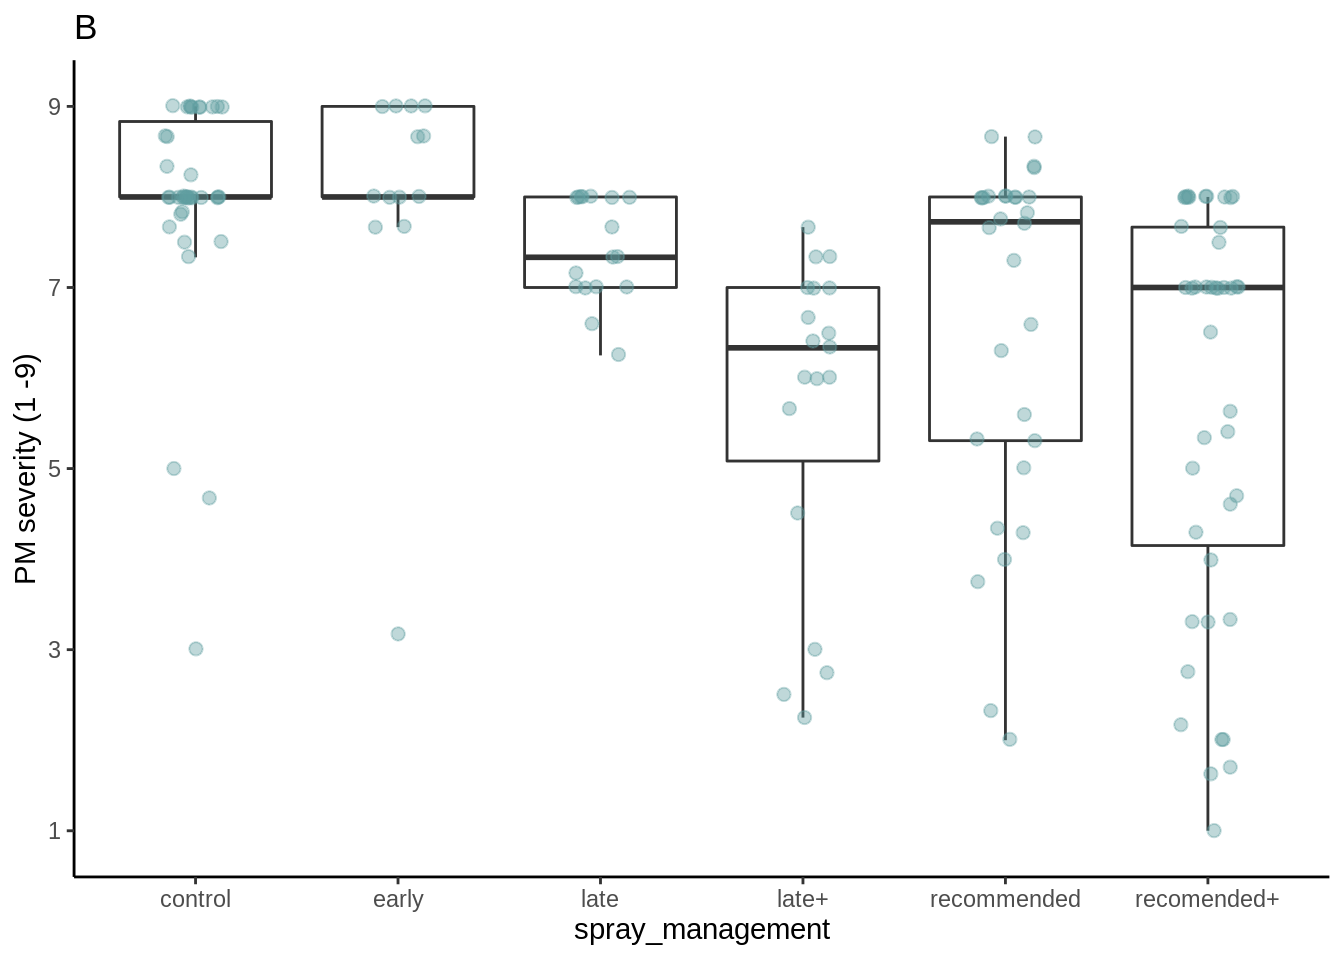 B
PM severity (1 -9)
9
7
5
3
1
control early late late+ recommended recomended+
spray_management